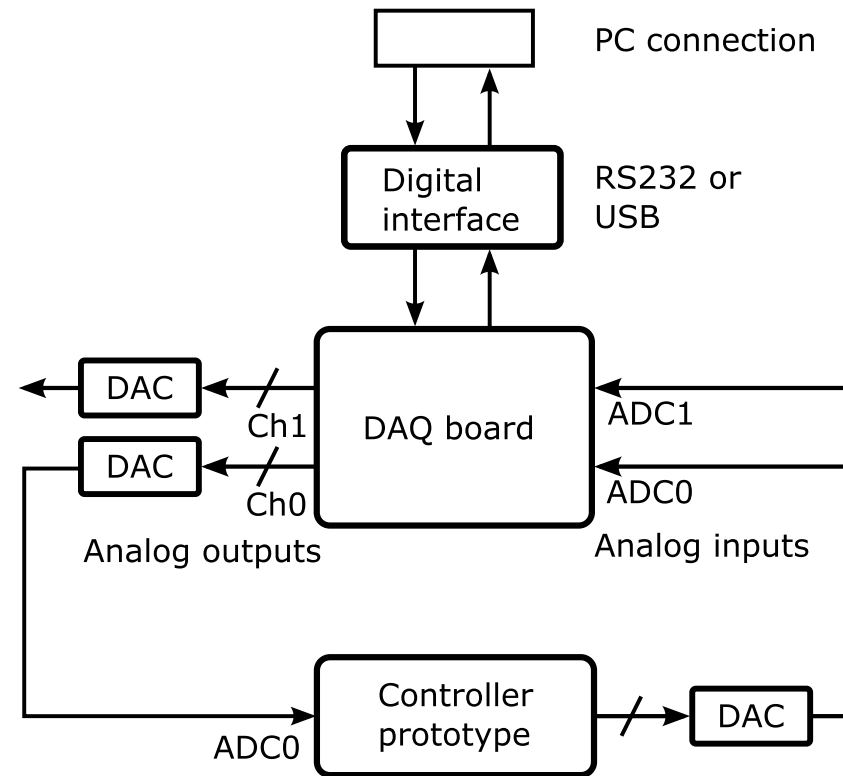 PC connection
Digital
interface
RS232 or
USB
DAC
Ch1
DAQ board
ADC1
DAC
Ch0
ADC0
Analog outputs
Analog inputs
Controller
prototype
ADC0
DAC